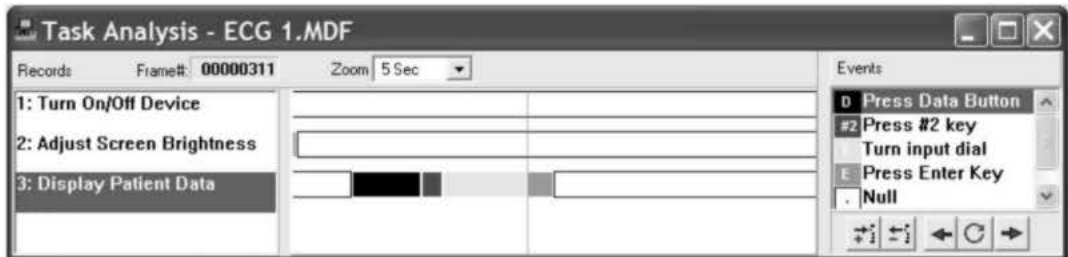 Task Analysis - ECG 1.MDF
Records Frame#: 00000311 Zoom 5 Sec Events
1: Turn On/Off Device
2: Adjust Screen Brightness
3: Display Patient Data
D Press Data Button
#2 Press #2 key
Turn input dial
E Press Enter Key
. Null